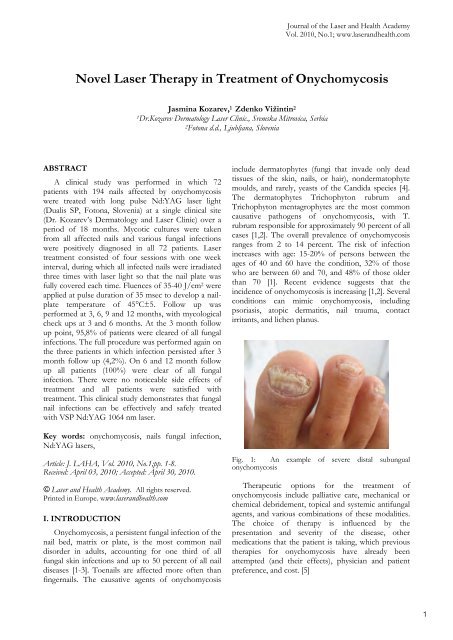 Journal of the Laser and Health Academy
Vol. 2010, No.1; www.laserandhealth.com
Novel Laser Therapy in Treatment of Onychomycosis
Jasmina Kozarev,¹ Zdenko Vižintin²
¹Dr.Kozarev Dermatology Laser Clinic., Sremska Mitrovica, Serbia
²Fotona d.d., Ljubljana, Slovenia
ABSTRACT
A clinical study was performed in which 72
patients with 194 nails affected by onychomycosis
were treated with long pulse Nd:YAG laser light
(Dualis SP, Fotona, Slovenia) at a single clinical site
(Dr. Kozarev's Dermatology and Laser Clinic) over a
period of 18 months. Mycotic cultures were taken
from all affected nails and various fungal infections
were positively diagnosed in all 72 patients. Laser
treatment consisted of four sessions with one week
interval, during which all infected nails were irradiated
three times with laser light so that the nail plate was
fully covered each time. Fluences of 35-40 J/cm² were
applied at pulse duration of 35 msec to develop a nail-
plate temperature of 45°C±5. Follow up was
performed at 3, 6, 9 and 12 months, with mycological
check ups at 3 and 6 months. At the 3 month follow
up point, 95,8% of patients were cleared of all fungal
infections. The full procedure was performed again on
the three patients in which infection persisted after 3
month follow up (4,2%). On 6 and 12 month follow
up all patients (100%) were clear of all fungal
infection. There were no noticeable side effects of
treatment and all patients were satisfied with
treatment. This clinical study demonstrates that fungal
nail infections can be effectively and safely treated
with VSP Nd:YAG 1064 nm laser.
Key words: onychomycosis, nails fungal infection,
Nd:YAG lasers,
Article: J. LAHA, Vol. 2010, No.1;pp. 1-8.
Received: April 03, 2010; Accepted: April 30, 2010.
© Laser and Health Academy. All rights reserved.
Printed in Europe. www.laserandhealth.com
I. INTRODUCTION
Onychomycosis, a persistent fungal infection of the
nail bed, matrix or plate, is the most common nail
disorder in adults, accounting for one third of all
fungal skin infections and up to 50 percent of all nail
diseases [1-3]. Toenails are affected more often than
fingernails. The causative agents of onychomycosis
include dermatophytes (fungi that invade only dead
tissues of the skin, nails, or hair), nondermatophyte
moulds, and rarely, yeasts of the Candida species [4].
The dermatophytes Trichophyton rubrum and
Trichophyton mentagrophytes are the most common
causative pathogens of onychomycosis, with T.
rubrum responsible for approximately 90 percent of all
cases [1,2]. The overall prevalence of onychomycosis
ranges from 2 to 14 percent. The risk of infection
increases with age: 15-20% of persons between the
ages of 40 and 60 have the condition, 32% of those
who are between 60 and 70, and 48% of those older
than 70 [1]. Recent evidence suggests that the
incidence of onychomycosis is increasing [1,2]. Several
conditions can mimic onychomycosis, including
psoriasis, atopic dermatitis, nail trauma, contact
irritants, and lichen planus.
Fig. 1: An example of severe distal subungual
onychomycosis
Therapeutic options for the treatment of
onychomycosis include palliative care, mechanical or
chemical debridement, topical and systemic antifungal
agents, and various combinations of these modalities.
The choice of therapy is influenced by the
presentation and severity of the disease, other
medications that the patient is taking, which previous
therapies for onychomycosis have already been
attempted (and their effects), physician and patient
preference, and cost. [5]
1